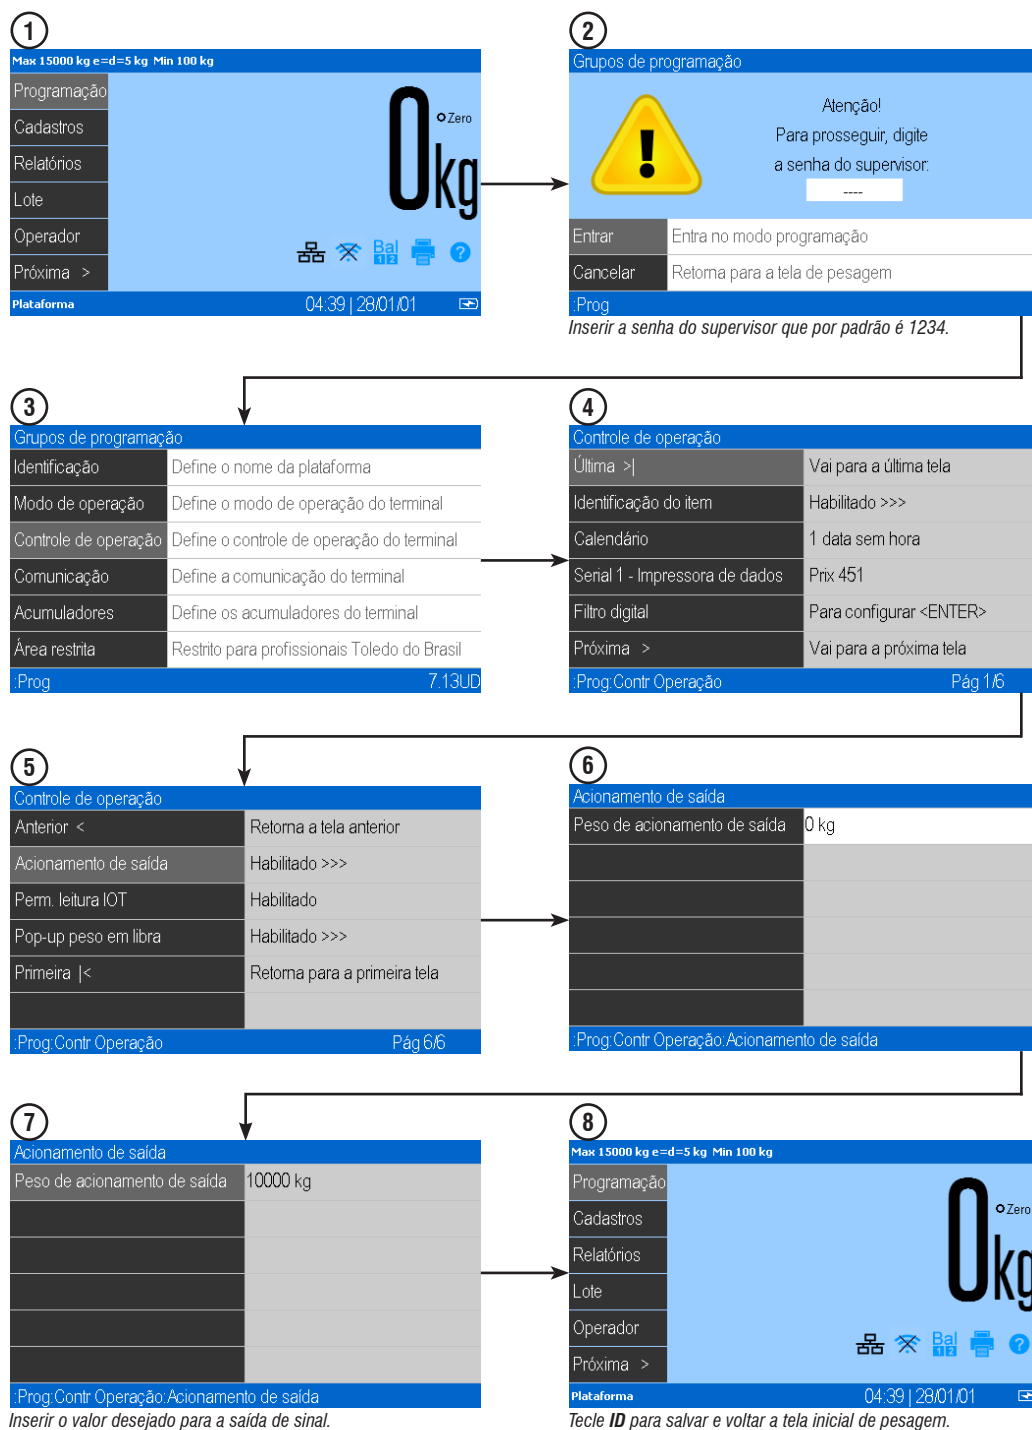 1
Max 15000 kg e=d=5 kg Min 100 kg
Programação
Cadastros
Relatórios
Lote
Operador
Próxima >
0kg
Zero
Bal
12
?
Plataforma
04:39 | 28/01/01
2
Grupos de programação
!
Atenção!
Para prosseguir, digite
a senha do supervisor:
----
Entrar Entra no modo programação
Cancelar Retorna para a tela de pesagem
:Prog
Inserir a senha do supervisor que por padrão é 1234.
3
Grupos de programação
Identificação Define o nome da plataforma
Modo de operação Define o modo de operação do terminal
Controle de operação Define o controle de operação do terminal
Comunicação Define a comunicação do terminal
Acumuladores Define os acumuladores do terminal
Área restrita Restrito para profissionais Toledo do Brasil
:Prog 7.13UD
4
Controle de operação
Última >| Vai para a última tela
Identificação do item Habilitado >>>
Calendário 1 data sem hora
Serial 1 - Impressora de dados Prix 451
Filtro digital Para configurar <ENTER>
Próxima > Vai para a próxima tela
:Prog:Contr Operação Pág 1/6
5
Controle de operação
Anterior < Retorna a tela anterior
Acionamento de saída Habilitado >>>
Perm. leitura IOT Habilitado
Pop-up peso em libra Habilitado >>>
Primeira |< Retorna para a primeira tela
:Prog:Contr Operação Pág 6/6
6
Acionamento de saída
Peso de acionamento de saída 0 kg
:Prog:Contr Operação:Acionamento de saída
7
Acionamento de saída
Peso de acionamento de saída 10000 kg
:Prog:Contr Operação:Acionamento de saída
Inserir o valor desejado para a saída de sinal.
8
Max 15000 kg e=d=5 kg Min 100 kg
Programação
Cadastros
Relatórios
Lote
Operador
Próxima >
0kg
Zero
Bal
12
?
Plataforma
04:39 | 28/01/01
Tecle ID para salvar e voltar a tela inicial de pesagem.